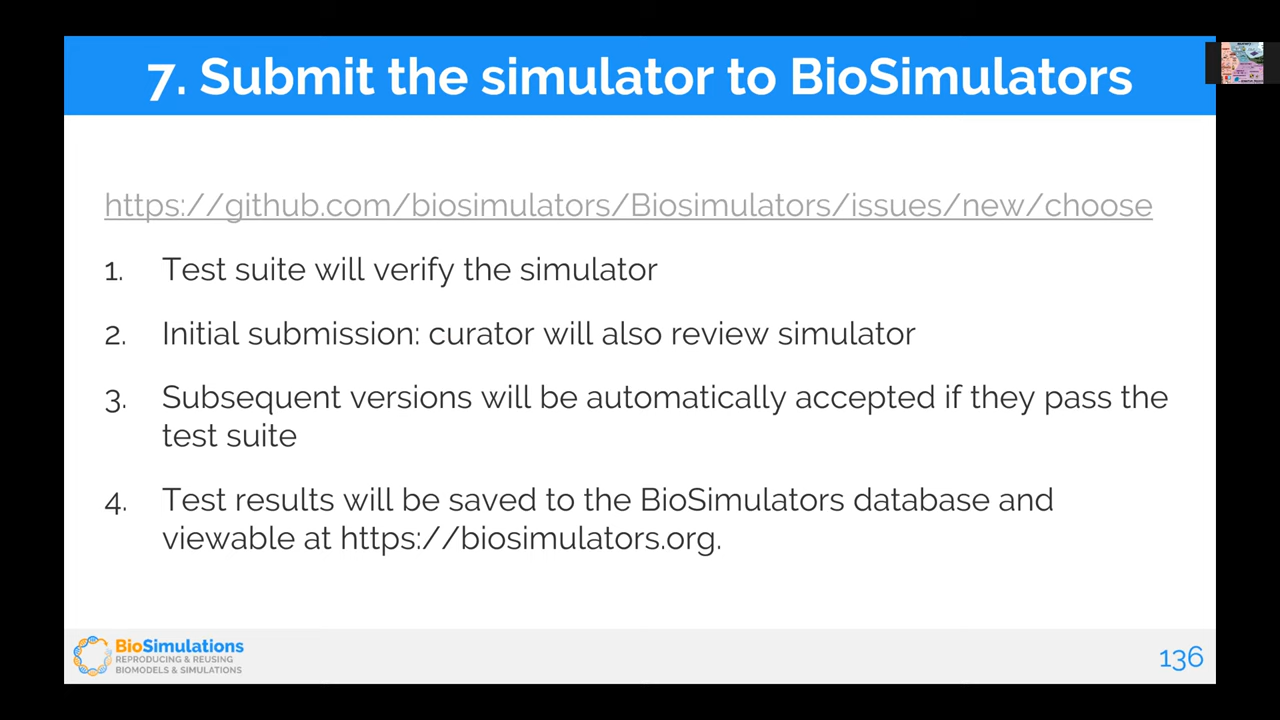 7. Submit the simulator to BioSimulators
https://github.com/biosimulators/Biosimulators/issues/new/choose
1. Test suite will verify the simulator
2. Initial submission: curator will also review simulator
3. Subsequent versions will be automatically accepted if they pass the
test suite
4. Test results will be saved to the BioSimulators database and
viewable at https://biosimulators.org.
BioSimulations
REPRODUCING & REUSING
BIOMODELS & SIMULATIONS
136